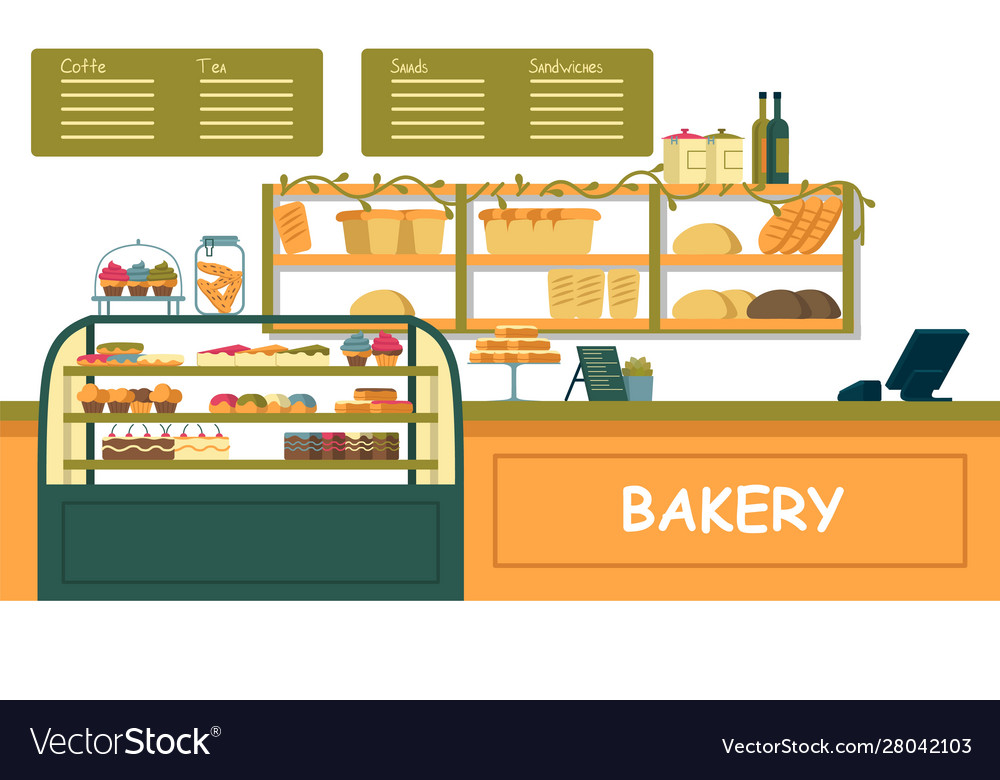 Coffe
Tea
Salads
Sandwiches
BAKERY
VectorStock®
VectorStock.com/28042103